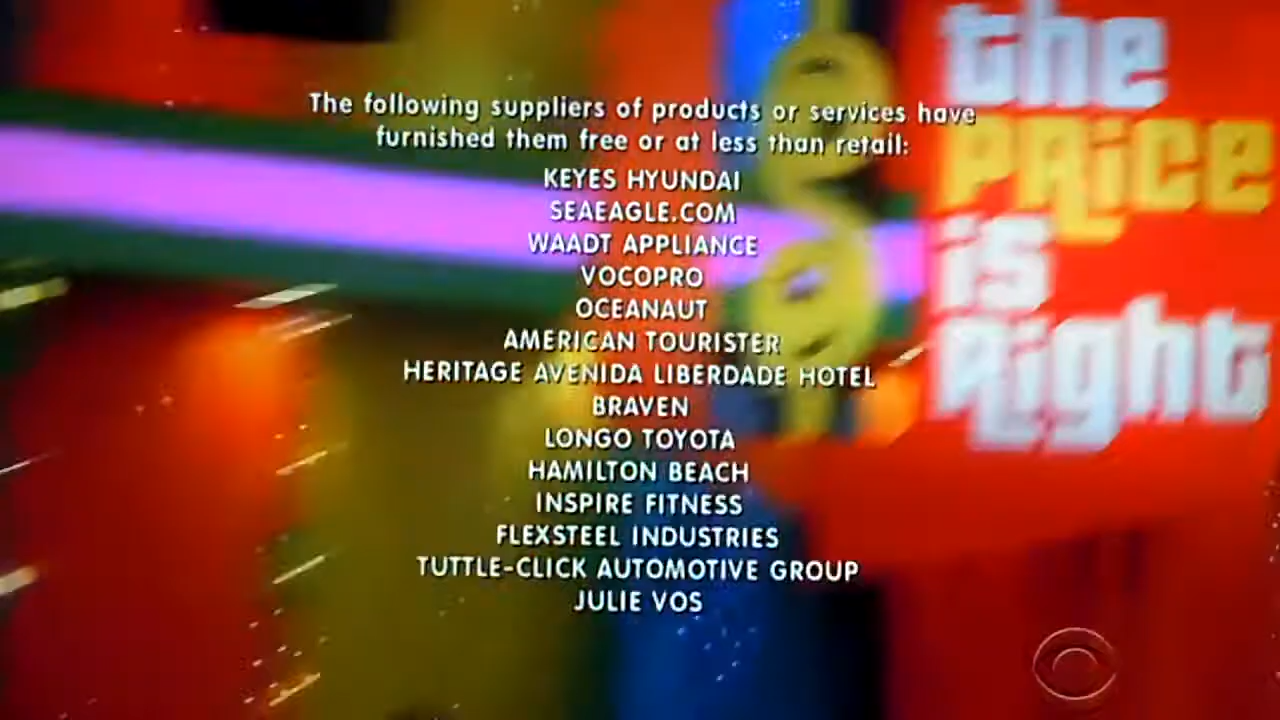 The following suppliers of products or services have
furnished them free or at less than retail:
KEYES HYUNDAI
SEAEAGLE.COM
WAADT APPLIANCE
VOCOPRO
OCEANAUT
AMERICAN TOURISTER
HERITAGE AVENIDA LIBERDADE HOTEL
BRAVEN
LONGO TOYOTA
HAMILTON BEACH
INSPIRE FITNESS
FLEXSTEEL INDUSTRIES
TUTTLE-CLICK AUTOMOTIVE GROUP
JULIE VOS
the
PRice
is
Right